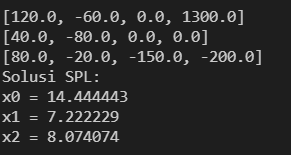 [120.0, -60.0, 0.0, 1300.0]
[40.0, -80.0, 0.0, 0.0]
[80.0, -20.0, -150.0, -200.0]
Solusi SPL:
x0 = 14.444443
x1 = 7.222229
x2 = 8.074074